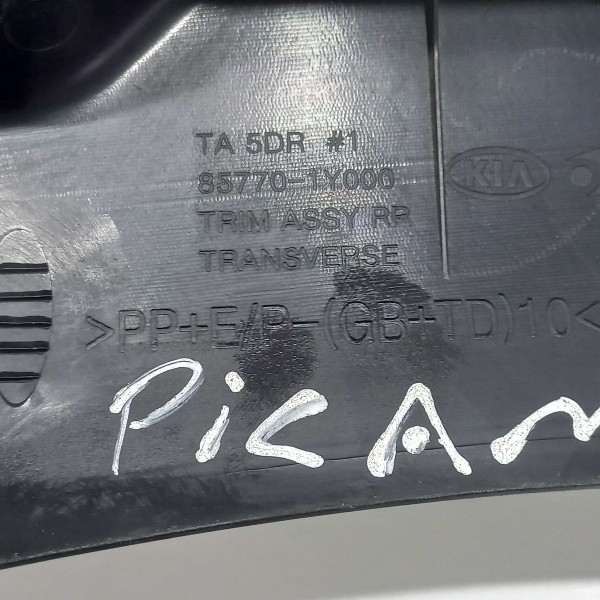 TA 5DR #1
85770-1Y000
KIA
TRIM ASSY RR
TRANSVERSE
>PP+E/P-(GB+TD)10<
PiCAN